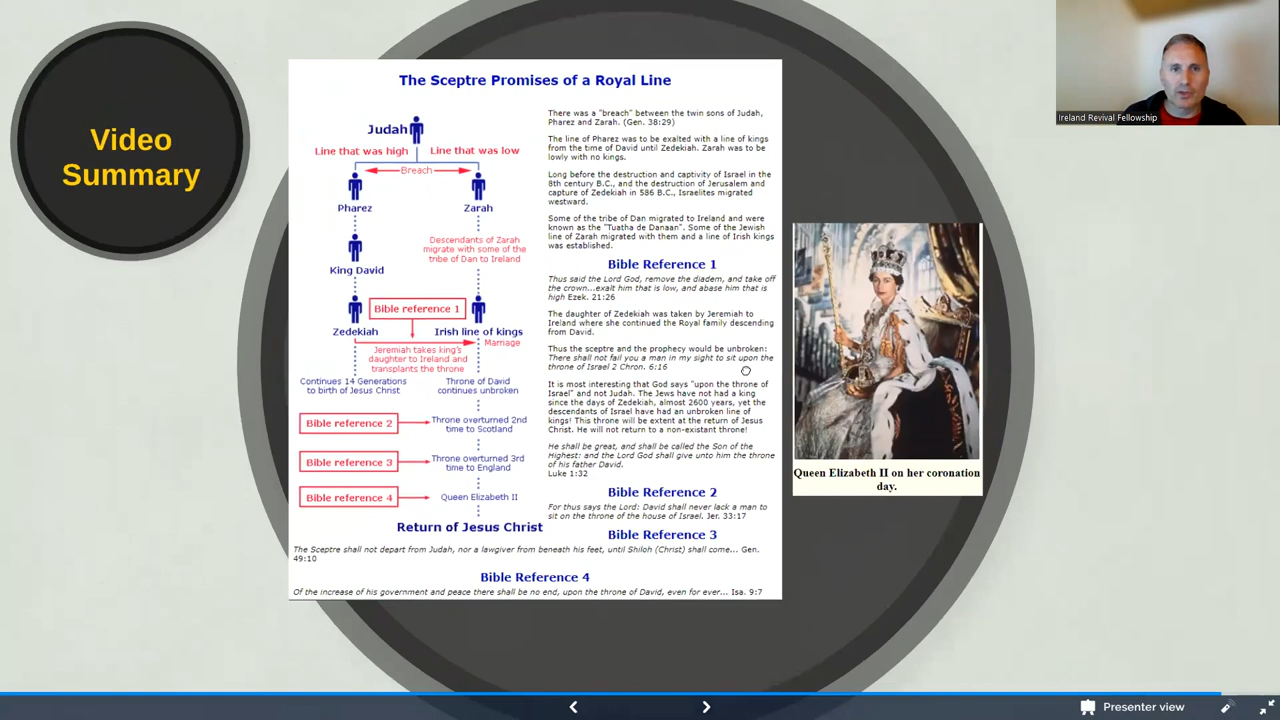 Video
Summary
The Sceptre Promises of a Royal Line
Judah
Line that was high
Line that was low
Breach
Pharez
Zarah
Descendants of Zarah
migrate with some of the
tribe of Dan to Ireland
King David
Bible reference 1
Zedekiah
Irish line of kings
Marriage
Jeremiah takes king's
daughter to Ireland and
transplants the throne
Continues 14 Generations
to birth of Jesus Christ
Throne of David
continues unbroken
Bible reference 2
Throne overturned 2nd
time to Scotland
Bible reference 3
Throne overturned 3rd
time to England
Bible reference 4
Queen Elizabeth II
Return of Jesus Christ
There was a "breach" between the twin sons of Judah,
Pharez and Zarah. (Gen. 38:29)
The line of Pharez was to be exalted with a line of kings
from the time of David until Zedekiah. Zarah was to be
lowly with no kings.
Long before the destruction and captivity of Israel in the
8th century B.C., and the destruction of Jerusalem and
capture of Zedekiah in 586 B.C., Israelites migrated
westward.
Some of the tribe of Dan migrated to Ireland and were
known as the "Tuatha de Danaan". Some of the Jewish
line of Zarah migrated with them and a line of Irish kings
was established.
Bible Reference 1
Thus said the Lord God, remove the diadem, and take off
the crown...exalt him that is low, and abase him that is
high Ezek. 21:26
The daughter of Zedekiah was taken by Jeremiah to
Ireland where she continued the Royal family descending
from David.
Thus the sceptre and the prophecy would be unbroken:
There shall not fail you a man in my sight to sit upon the
throne of Israel 2 Chron. 6:16
It is most interesting that God says "upon the throne of
Israel" and not Judah. The Jews have not had a king
since the days of Zedekiah, almost 2600 years, yet the
descendants of Israel have had an unbroken line of
kings! This throne will be extent at the return of Jesus
Christ. He will not return to a non-existant throne!
He shall be great, and shall be called the Son of the
Highest: and the Lord God shall give unto him the throne
of his father David.
Luke 1:32
Bible Reference 2
For thus says the Lord: David shall never lack a man to
sit on the throne of the house of Israel. Jer. 33:17
Bible Reference 3
The Sceptre shall not depart from Judah, nor a lawgiver from beneath his feet, until Shiloh (Christ) shall come... Gen.
49:10
Bible Reference 4
Of the increase of his government and peace there shall be no end, upon the throne of David, even for ever... Isa. 9:7
Queen Elizabeth II on her coronation
day.
Ireland Revival Fellowship
Presenter view